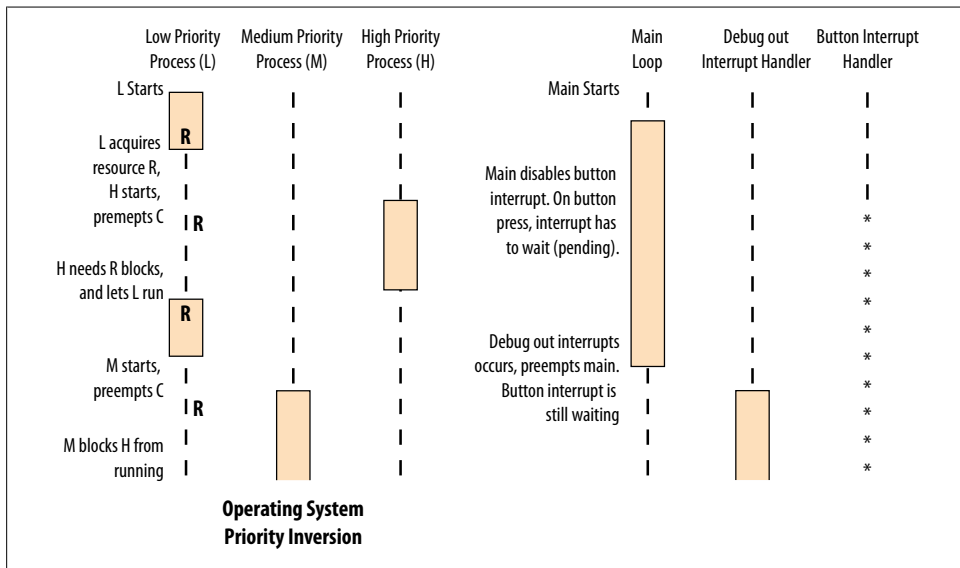 Low Priority
Process (L)
Medium Priority
Process (M)
High Priority
Process (H)
L Starts
R
L acquires
resource R,
H starts,
premepts C
R
H needs R blocks,
and lets L run
R
M starts,
preempts C
R
M blocks H from
running
Operating System
Priority Inversion
Main
Loop
Debug out
Interrupt Handler
Button Interrupt
Handler
Main Starts
Main disables button
interrupt. On button
press, interrupt has
to wait (pending).
Debug out interrupts
occurs, preempts main.
Button interrupt is
still waiting
*
*
*
*
*
*
*
*
*
*